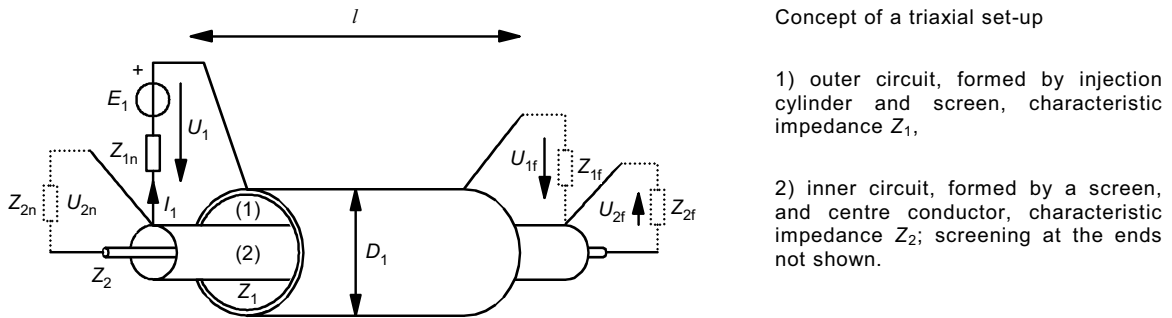 l
Concept of a triaxial set-up
1) outer circuit, formed by injection
cylinder and screen, characteristic
impedance Z1,
2) inner circuit, formed by a screen,
and centre conductor, characteristic
impedance Z2; screening at the ends
not shown.
+
E1
U1
Z1n
I1
Z2n
U2n
Z2
(1)
(2)
Z1
D1
U1f
Z1f
U2f
Z2f